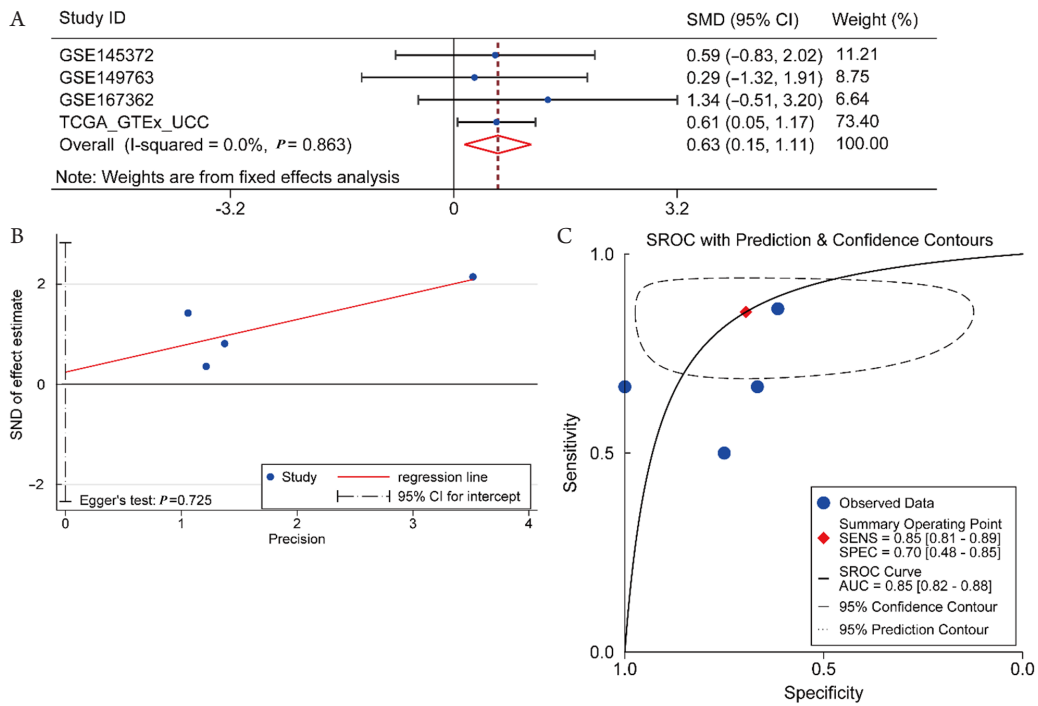 A
Study ID SMD (95% CI) Weight (%)
GSE145372 0.59 (−0.83, 2.02) 11.21
GSE149763 0.29 (−1.32, 1.91) 8.75
GSE167362 1.34 (−0.51, 3.20) 6.64
TCGA_GTEx_UCC 0.61 (0.05, 1.17) 73.40
Overall (I-squared = 0.0%, P = 0.863) 0.63 (0.15, 1.11) 100.00
Note: Weights are from fixed effects analysis
-3.2 0 3.2
B
SND of effect estimate
2
0
−2
Study regression line
95% CI for intercept
Egger's test: P=0.725
0 1 2 3 4
Precision
C
SROC with Prediction & Confidence Contours
Sensitivity
1.0
0.5
0.0
Observed Data
Summary Operating Point
SENS = 0.85 [0.81 - 0.89]
SPEC = 0.70 [0.48 - 0.85]
SROC Curve
AUC = 0.85 [0.82 - 0.88]
95% Confidence Contour
95% Prediction Contour
1.0 0.5 0.0
Specificity